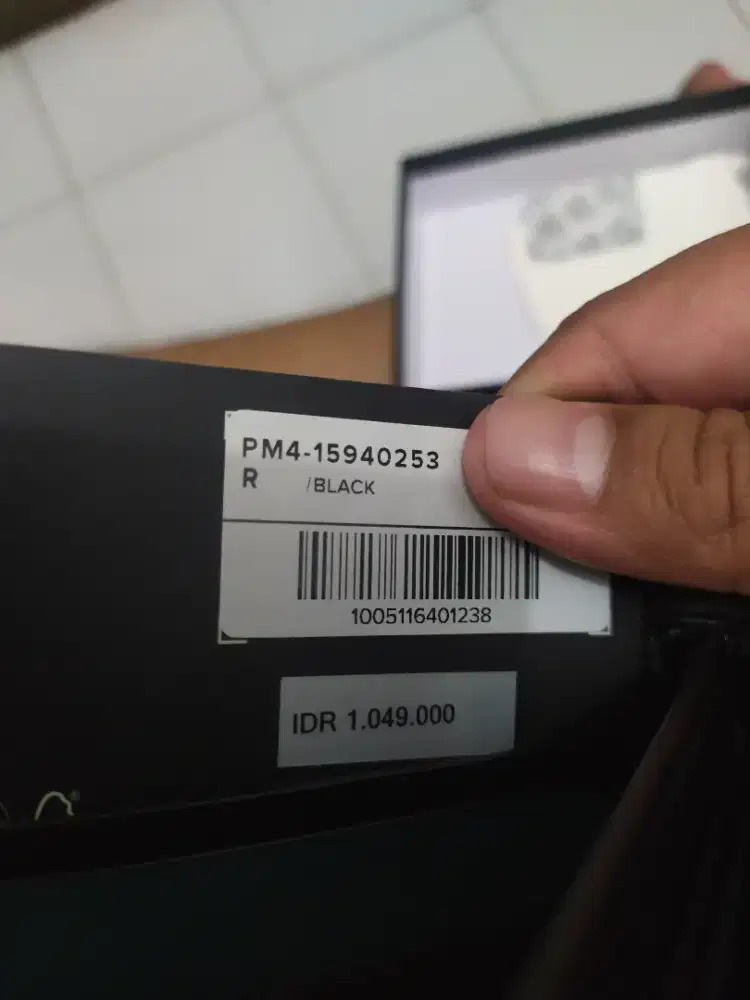 PM4-15940253
R /BLACK
1005116401238
IDR 1.049.000